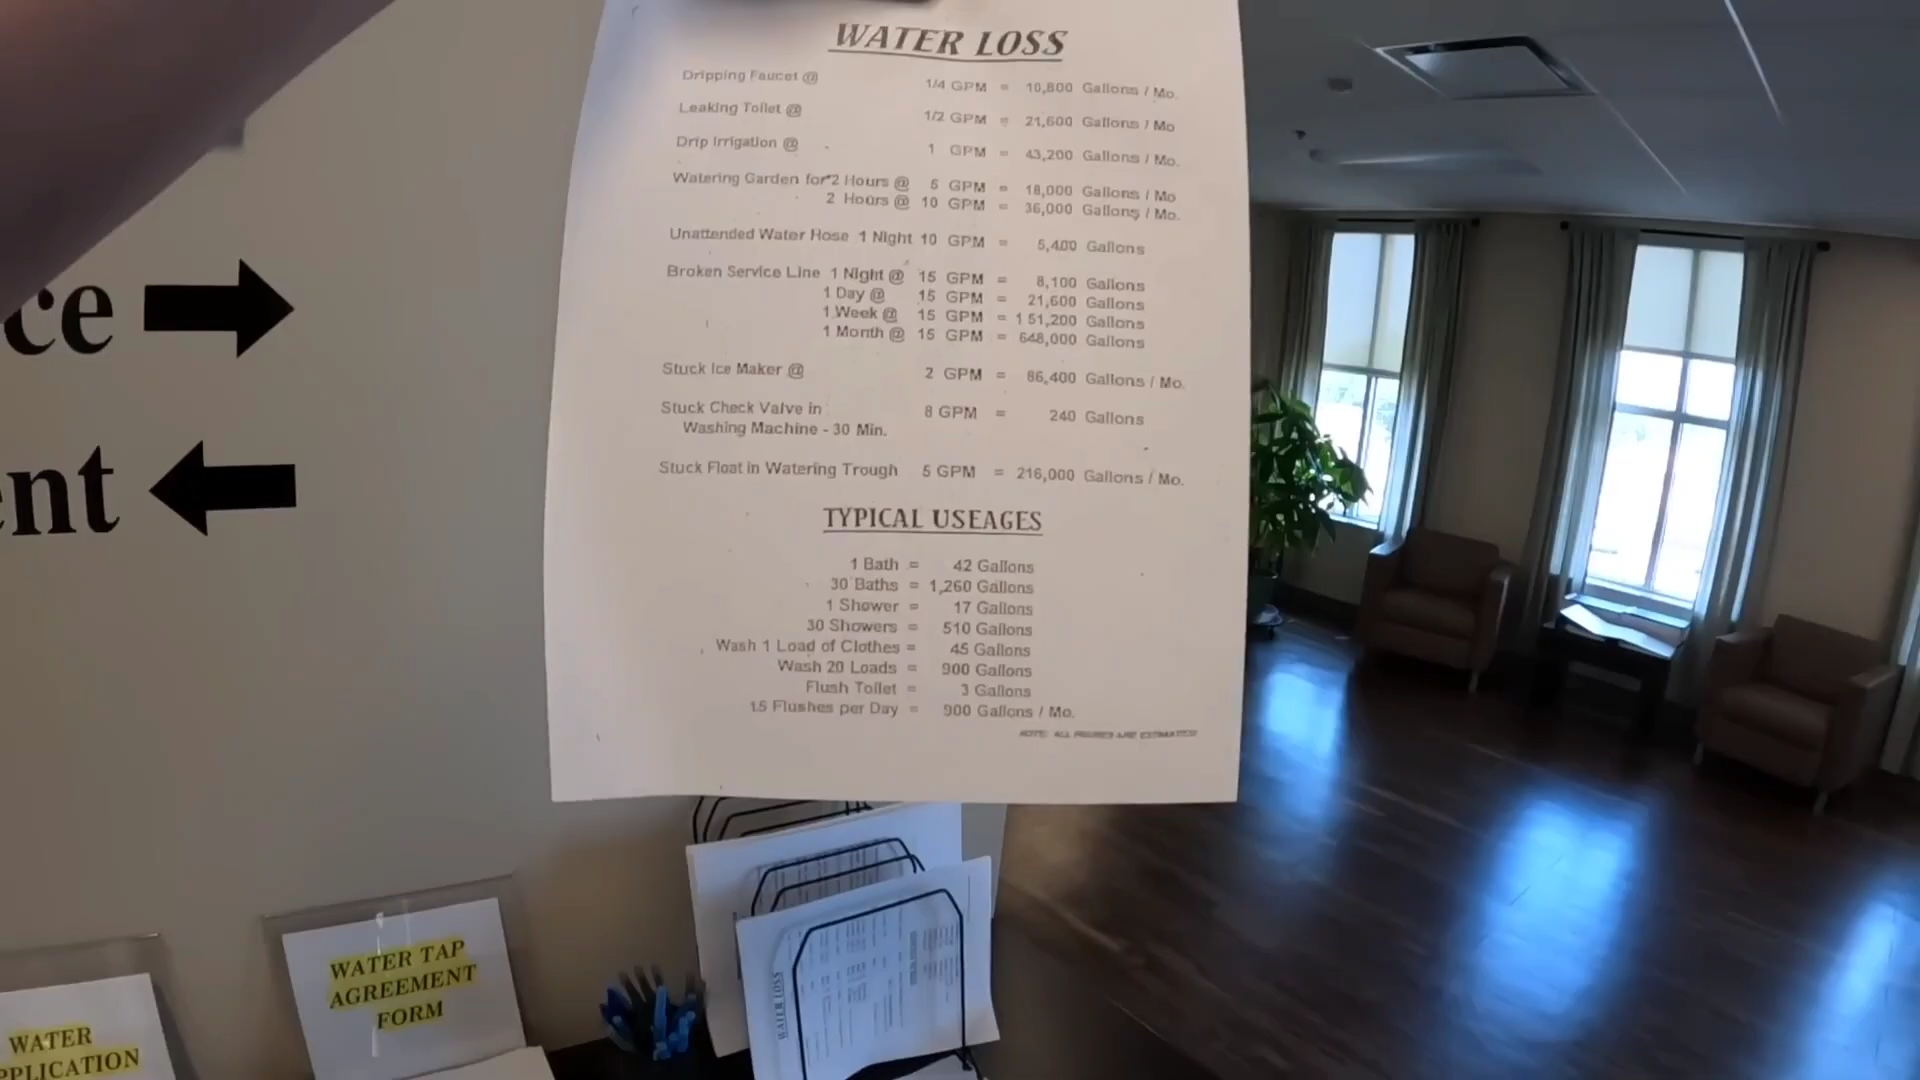 WATER LOSS
Dripping Faucet @ 1/4 GPM = 10,800 Gallons / Mo.
Leaking Toilet @ 1/2 GPM = 21,600 Gallons / Mo
Drip Irrigation @ 1 GPM = 43,200 Gallons / Mo.
Watering Garden for 2 Hours @ 5 GPM = 18,000 Gallons / Mo
2 Hours @ 10 GPM = 36,000 Gallons / Mo.
Unattended Water Hose 1 Night 10 GPM = 5,400 Gallons
Broken Service Line 1 Night @ 15 GPM = 8,100 Gallons
1 Day @ 15 GPM = 21,600 Gallons
1 Week @ 15 GPM = 151,200 Gallons
1 Month @ 15 GPM = 648,000 Gallons
Stuck Ice Maker @ 2 GPM = 86,400 Gallons / Mo.
Stuck Check Valve in 8 GPM = 240 Gallons
Washing Machine - 30 Min.
Stuck Float in Watering Trough 5 GPM = 216,000 Gallons / Mo.
TYPICAL USEAGES
1 Bath = 42 Gallons
30 Baths = 1,260 Gallons
1 Shower = 17 Gallons
30 Showers = 510 Gallons
Wash 1 Load of Clothes = 45 Gallons
Wash 20 Loads = 900 Gallons
Flush Toilet = 3 Gallons
15 Flushes per Day = 900 Gallons / Mo.
NOTE: ALL FIGURES ARE ESTIMATED
ce
ent
WATER TAP
AGREEMENT
FORM
WATER
PPLICATION
WATER LOSS